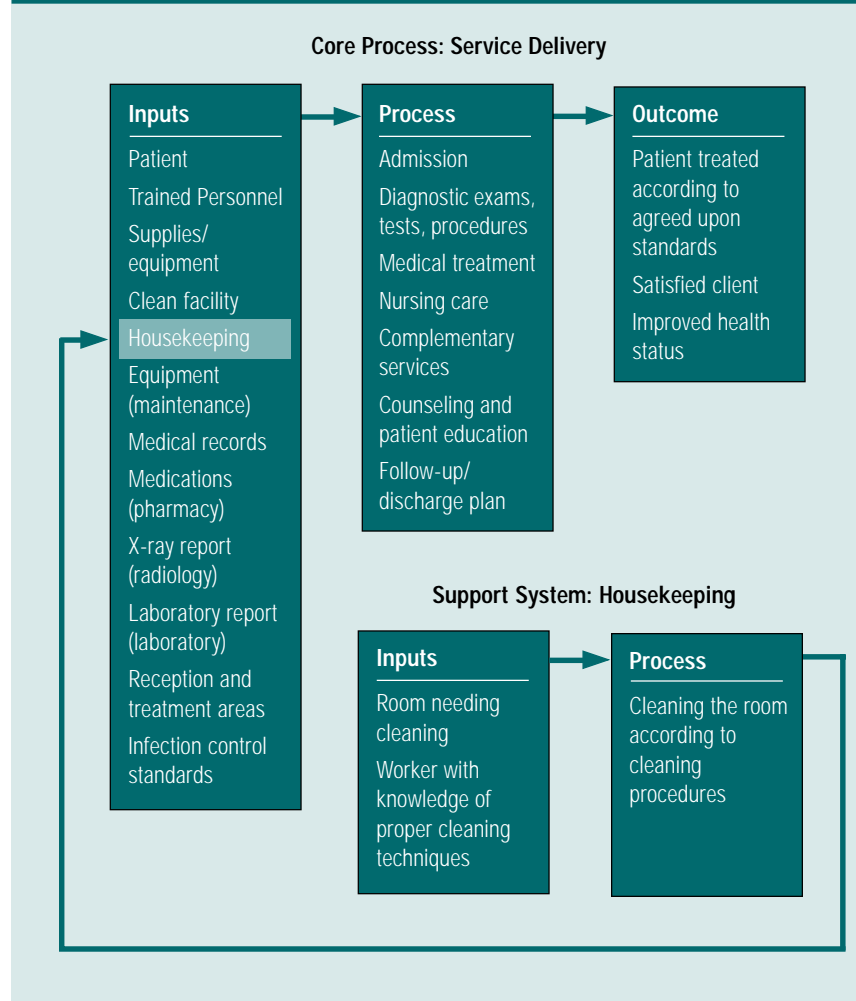 Core Process: Service Delivery
Inputs
Patient
Trained Personnel
Supplies/
equipment
Clean facility
Housekeeping
Equipment
(maintenance)
Medical records
Medications
(pharmacy)
X-ray report
(radiology)
Laboratory report
(laboratory)
Reception and
treatment areas
Infection control
standards
Process
Admission
Diagnostic exams,
tests, procedures
Medical treatment
Nursing care
Complementary
services
Counseling and
patient education
Follow-up/
discharge plan
Outcome
Patient treated
according to
agreed upon
standards
Satisfied client
Improved health
status
Support System: Housekeeping
Inputs
Room needing
cleaning
Worker with
knowledge of
proper cleaning
techniques
Process
Cleaning the room
according to
cleaning
procedures